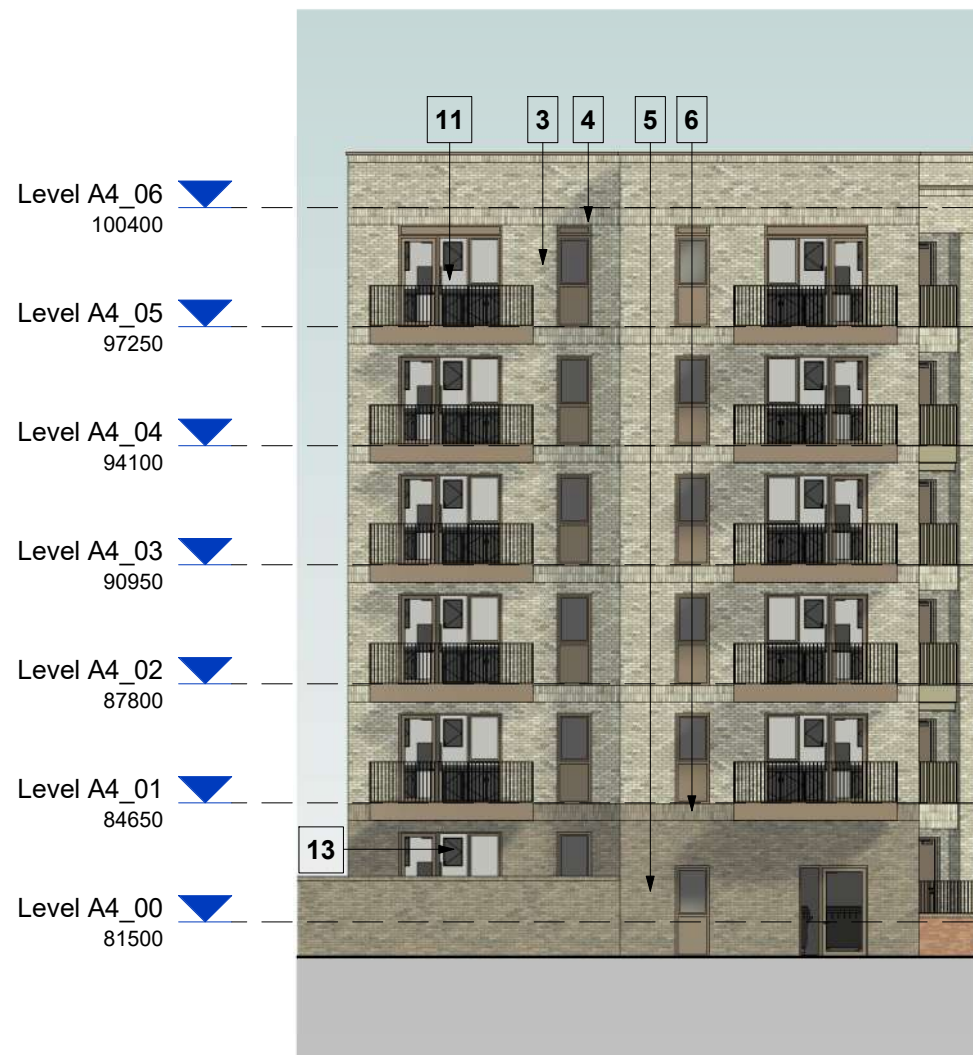 11 3 4 5 6
Level A4_06
100400
Level A4_05
97250
Level A4_04
94100
Level A4_03
90950
Level A4_02
87800
Level A4_01
84650
13
Level A4_00
81500